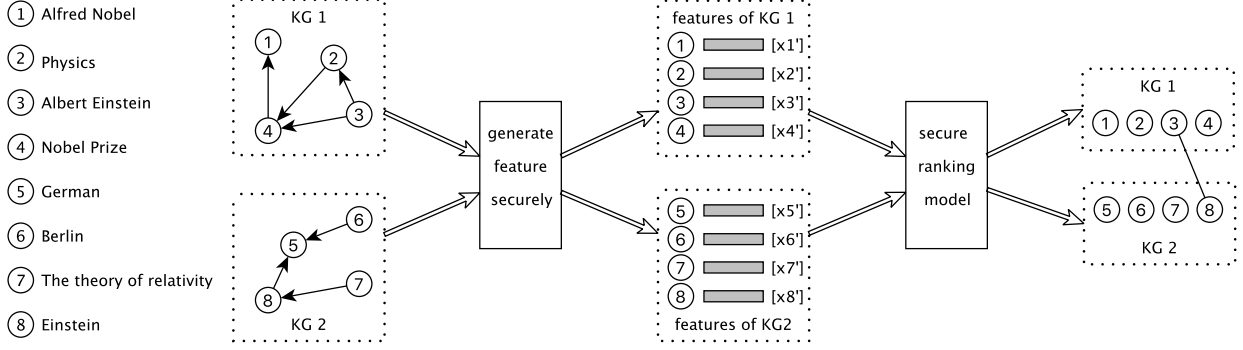 1 Alfred Nobel
2 Physics
3 Albert Einstein
4 Nobel Prize
5 German
6 Berlin
7 The theory of relativity
8 Einstein
KG 1
1
2
3
4
6
5
7
8
KG 2
generate
feature
securely
features of KG 1
1 [x1']
2 [x2']
3 [x3']
4 [x4']
5 [x5']
6 [x6']
7 [x7']
8 [x8']
features of KG2
secure
ranking
model
KG 1
1 2 3 4
5 6 7 8
KG 2